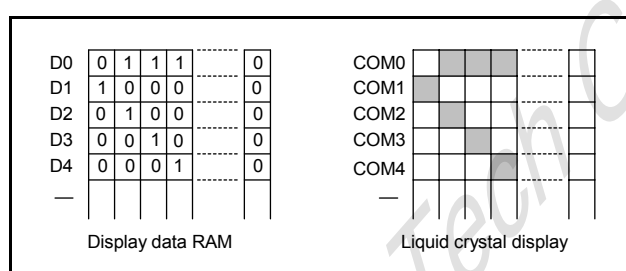 D0 0 1 1 1 0 COM0
D1 1 0 0 0 0 COM1
D2 0 1 0 0 0 COM2
D3 0 0 1 0 0 COM3
D4 0 0 0 1 0 COM4
— —
Display data RAM Liquid crystal display
Tech C